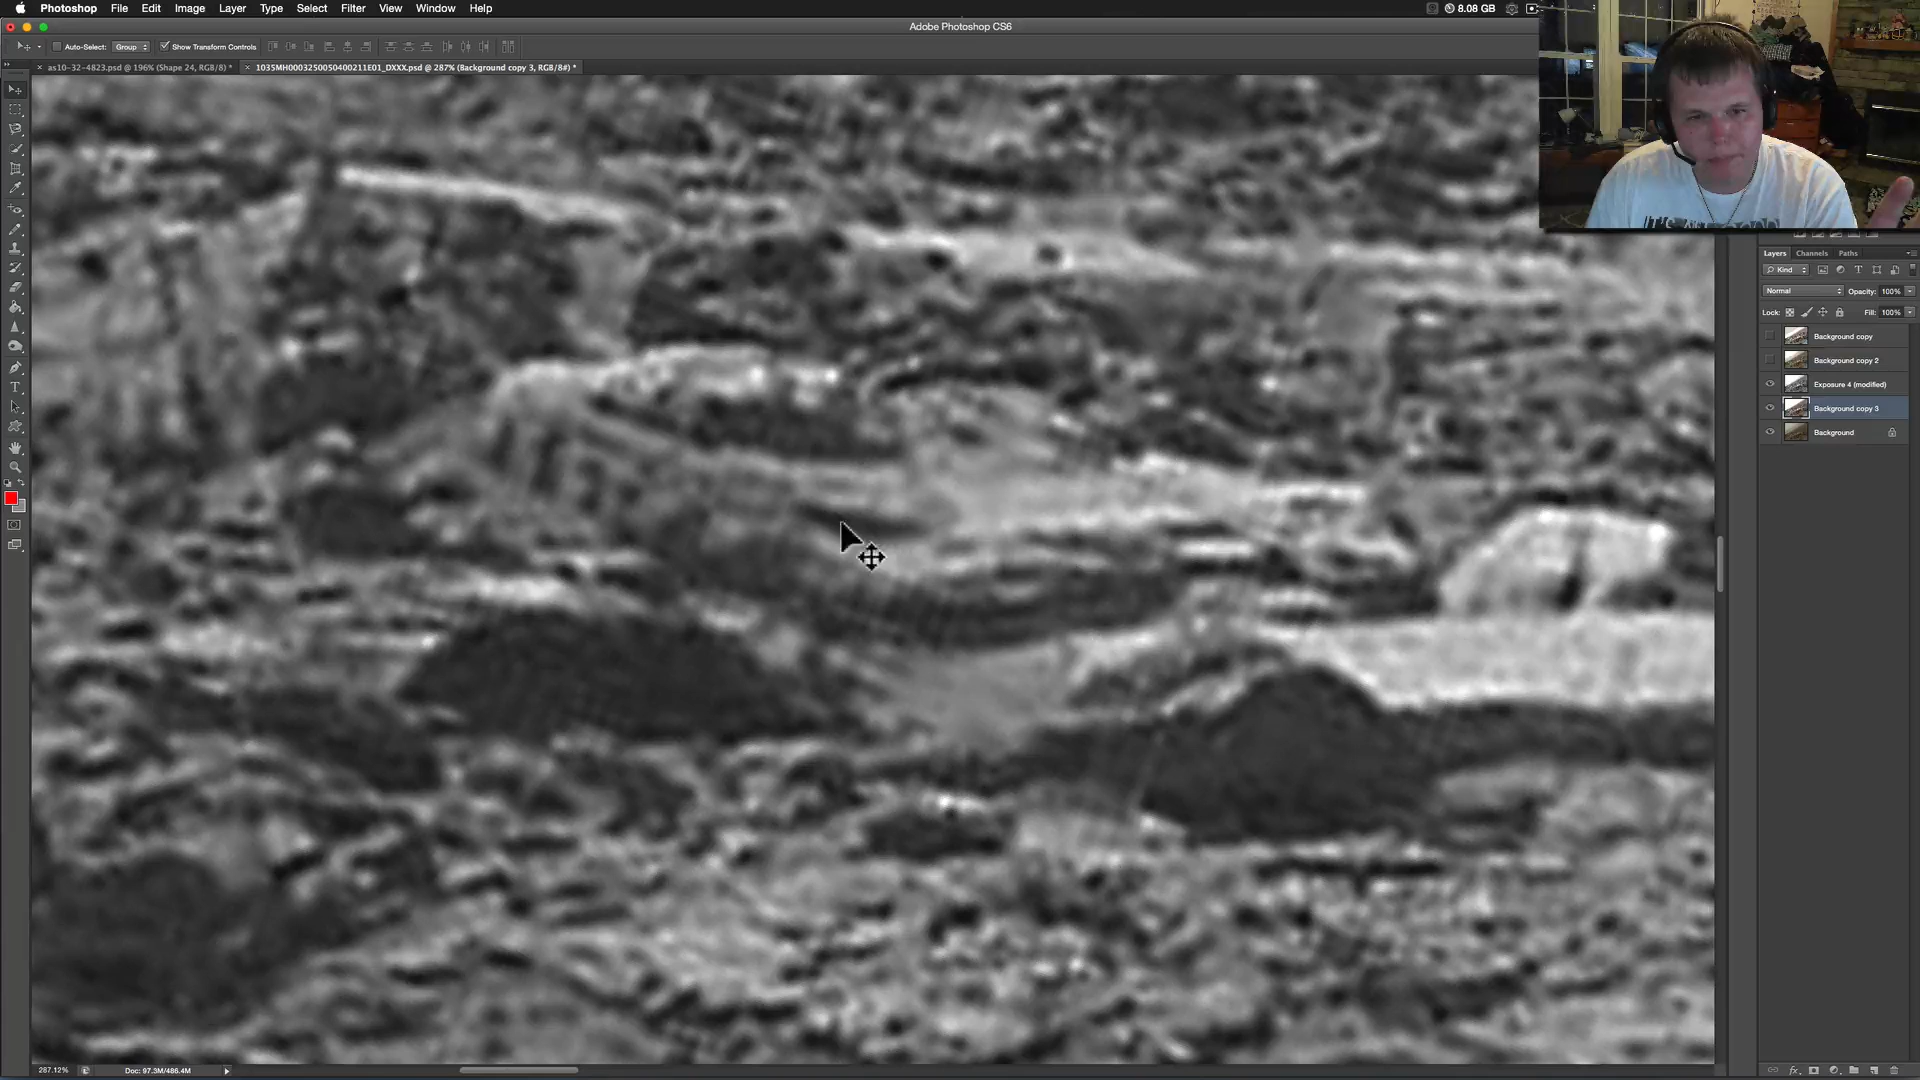 Photoshop File Edit Image Layer Type Select Filter View Window Help
8.08 GB
Adobe Photoshop CS6
Auto-Select: Group Show Transform Controls
as10-32-4823.psd @ 196% (Shape 24, RGB/8) *
1035MH0003250050400211E01_DXXX.psd @ 287% (Background copy 3, RGB/8#) *
Layers Channels Paths
Kind
Normal Opacity: 100%
Lock: Fill: 100%
Background copy
Background copy 2
Exposure 4 (modified)
Background copy 3
Background
287.12% Doc: 97.3M/486.4M